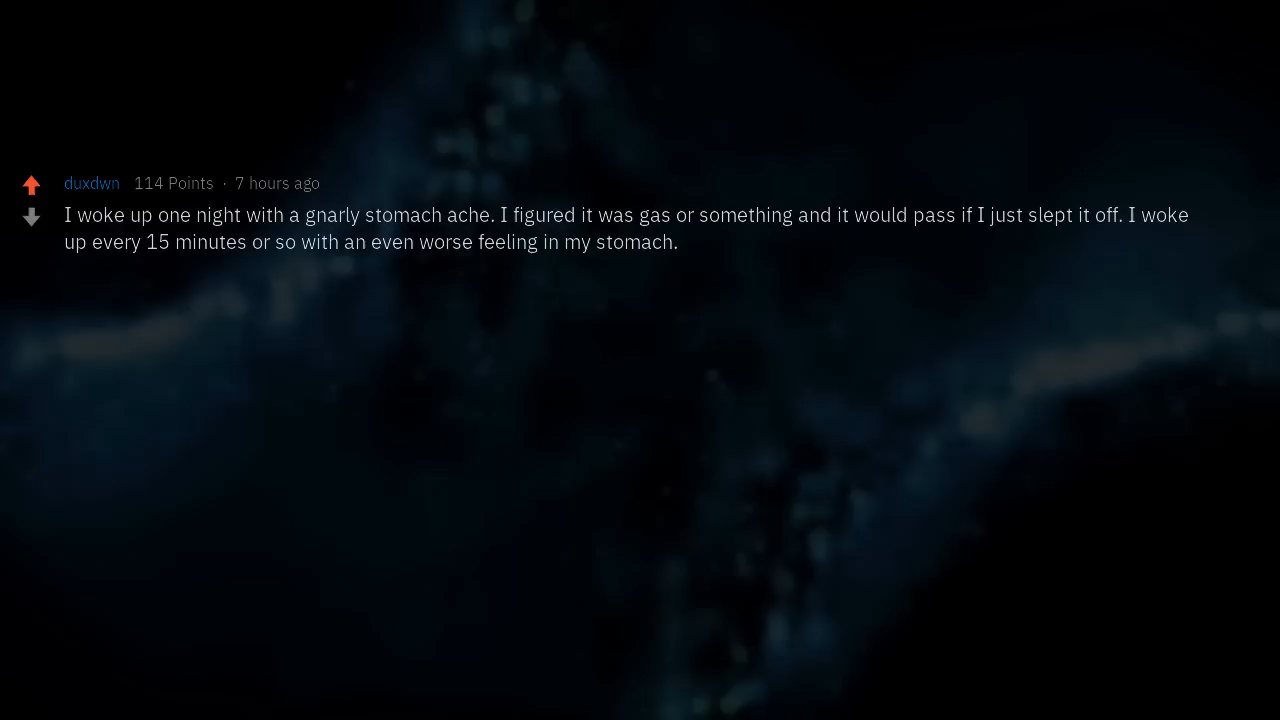 duxdwn 114 Points · 7 hours ago
I woke up one night with a gnarly stomach ache. I figured it was gas or something and it would pass if I just slept it off. I woke
up every 15 minutes or so with an even worse feeling in my stomach.